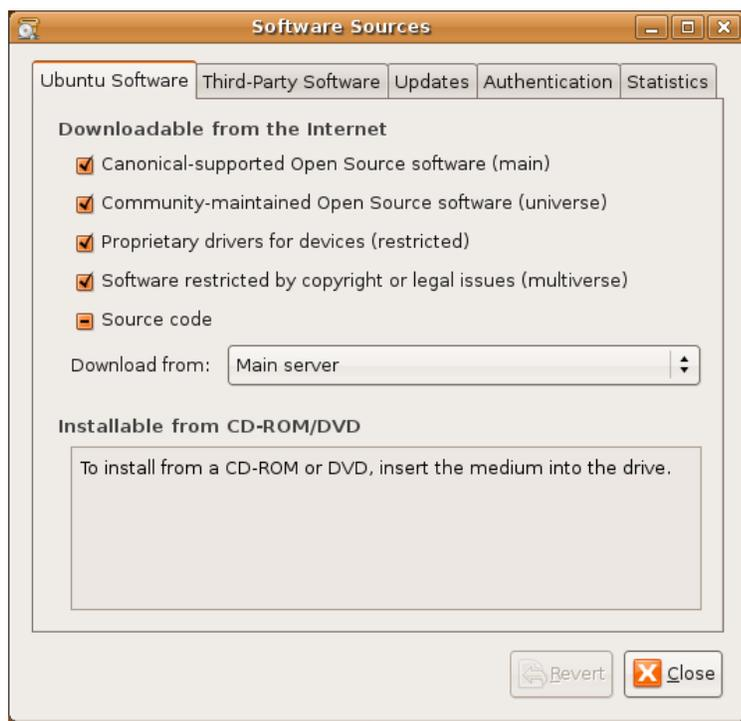 Software Sources
Ubuntu Software Third-Party Software Updates Authentication Statistics
Downloadable from the Internet
Canonical-supported Open Source software (main)
Community-maintained Open Source software (universe)
Proprietary drivers for devices (restricted)
Software restricted by copyright or legal issues (multiverse)
Source code
Download from: Main server
Installable from CD-ROM/DVD
To install from a CD-ROM or DVD, insert the medium into the drive.
Revert Close